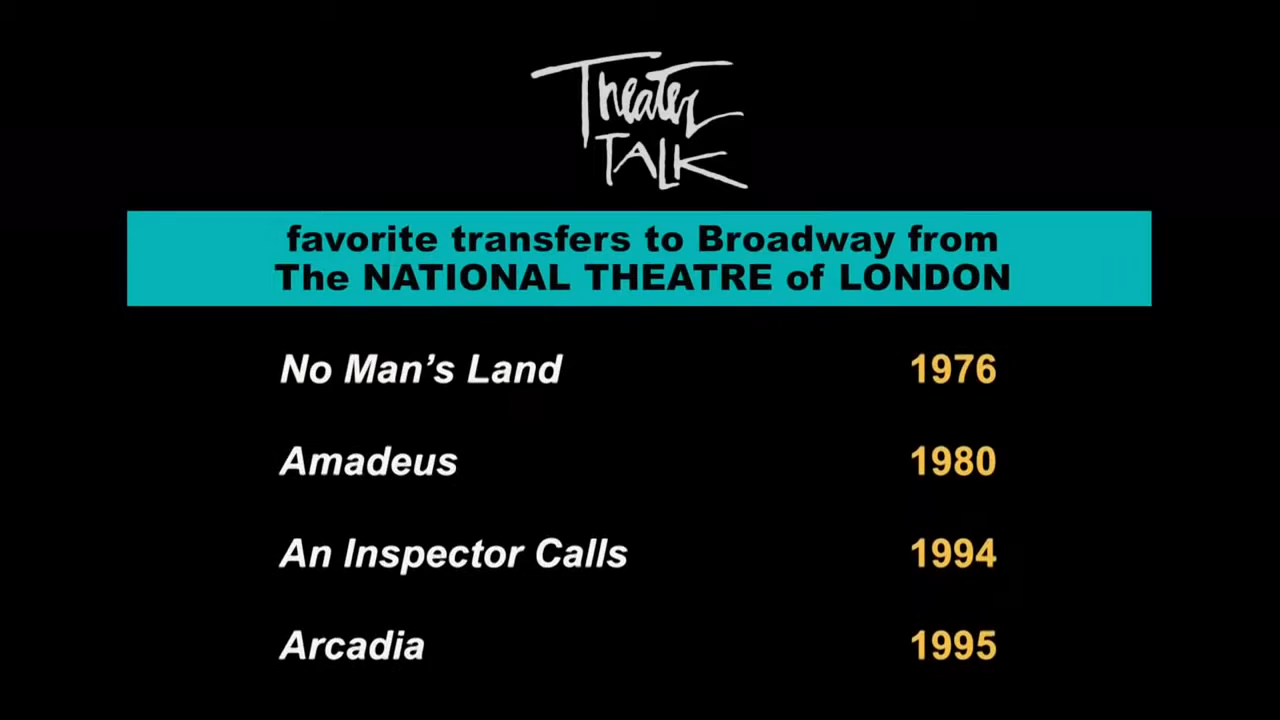 Theater
TALK
favorite transfers to Broadway from
The NATIONAL THEATRE of LONDON
No Man's Land 1976
Amadeus 1980
An Inspector Calls 1994
Arcadia 1995